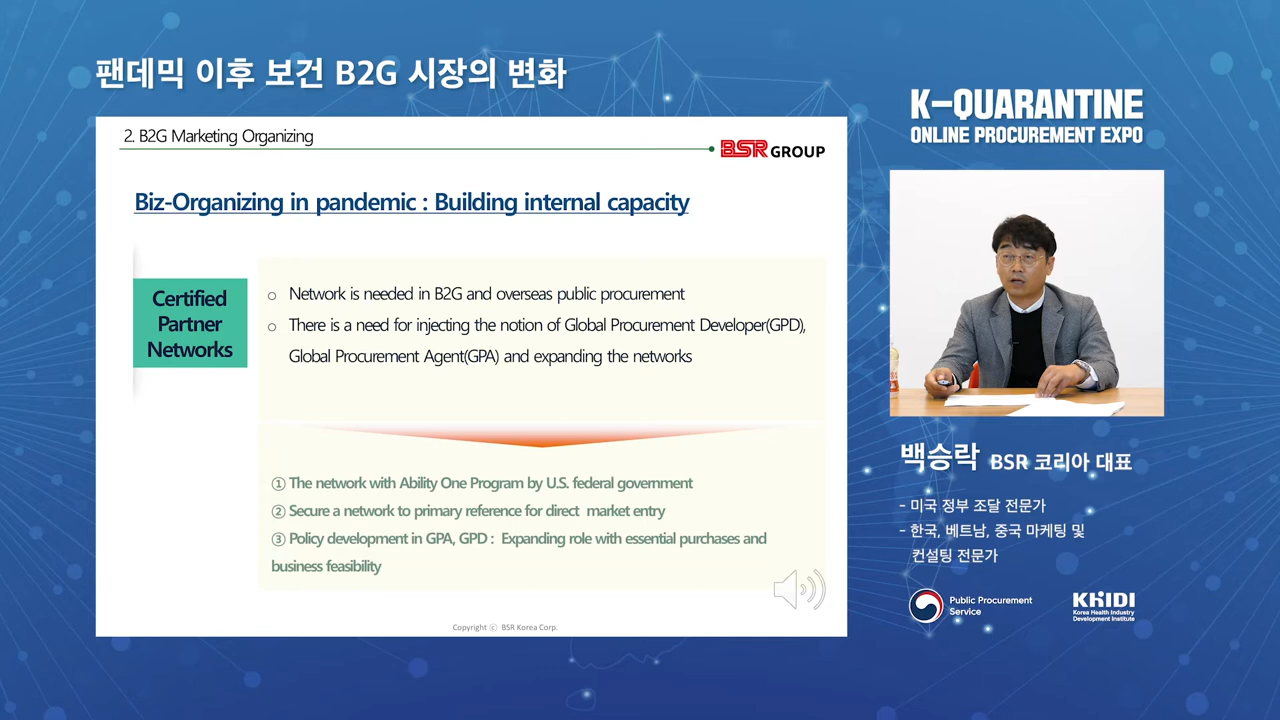 팬데믹 이후 보건 B2G 시장의 변화
K-QUARANTINE
ONLINE PROCUREMENT EXPO
2. B2G Marketing Organizing
BSR GROUP
Biz-Organizing in pandemic : Building internal capacity
Certified
Partner
Networks
○ Network is needed in B2G and overseas public procurement
○ There is a need for injecting the notion of Global Procurement Developer(GPD),
Global Procurement Agent(GPA) and expanding the networks
① The network with Ability One Program by U.S. federal government
② Secure a network to primary reference for direct market entry
③ Policy development in GPA, GPD : Expanding role with essential purchases and
business feasibility
Copyright ⓒ BSR Korea Corp.
백승락 BSR 코리아 대표
- 미국 정부 조달 전문가
- 한국, 베트남, 중국 마케팅 및
컨설팅 전문가
Public Procurement
Service
KHIDI
Korea Health Industry
Development Institute